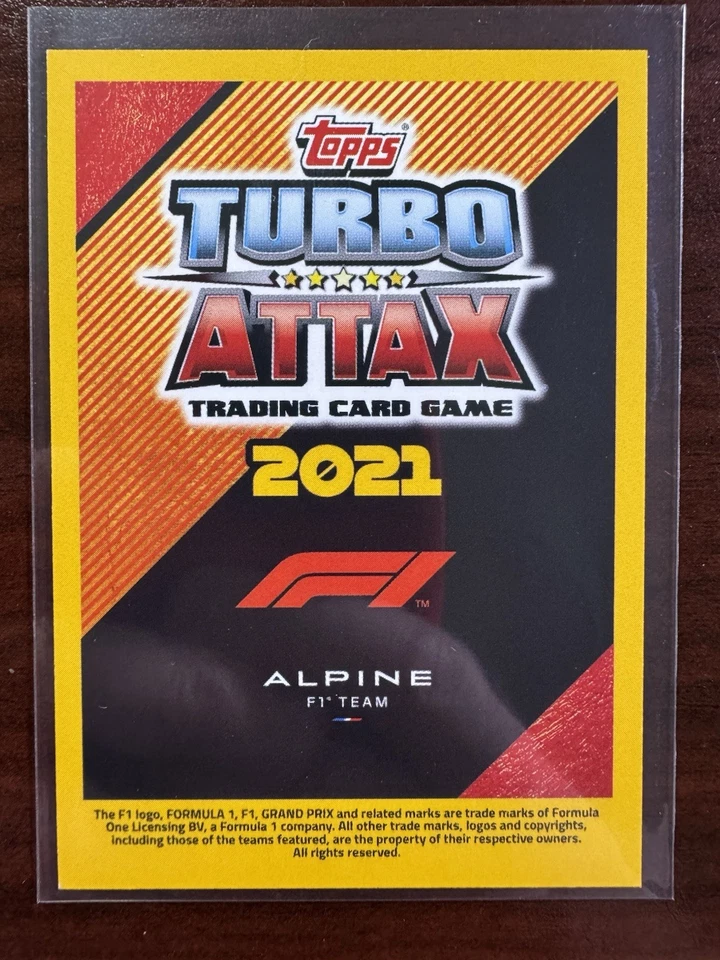 Topps®
TURBO
ATTAX
TRADING CARD GAME
2021
F1™
ALPINE
F1® TEAM
The F1 logo, FORMULA 1, F1, GRAND PRIX and related marks are trade marks of Formula
One Licensing BV, a Formula 1 company. All other trade marks, logos and copyrights,
including those of the teams featured, are the property of their respective owners.
All rights reserved.